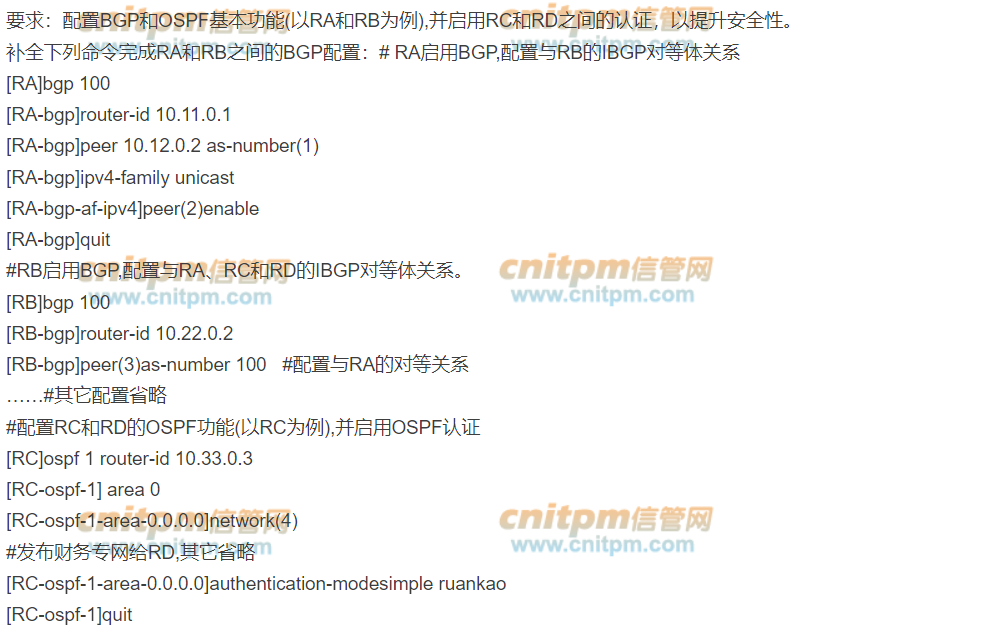 要求：配置BGP和OSPF基本功能(以RA和RB为例),并启用RC和RD之间的认证，以提升安全性。
补全下列命令完成RA和RB之间的BGP配置：# RA启用BGP,配置与RB的IBGP对等体关系
[RA]bgp 100
[RA-bgp]router-id 10.11.0.1
[RA-bgp]peer 10.12.0.2 as-number(1)
[RA-bgp]ipv4-family unicast
[RA-bgp-af-ipv4]peer(2)enable
[RA-bgp]quit
#RB启用BGP,配置与RA、RC和RD的IBGP对等体关系。
[RB]bgp 100
[RB-bgp]router-id 10.22.0.2
[RB-bgp]peer(3)as-number 100 #配置与RA的对等关系
……#其它配置省略
#配置RC和RD的OSPF功能(以RC为例),并启用OSPF认证
[RC]ospf 1 router-id 10.33.0.3
[RC-ospf-1] area 0
[RC-ospf-1-area-0.0.0.0]network(4)
#发布财务专网给RD,其它省略
[RC-ospf-1-area-0.0.0.0]authentication-modesimple ruankao
[RC-ospf-1]quit
cnitpm信管网
www.cnitpm.com
cnitpm信管网
www.cnitpm.com
cnitpm信管网
www.cnitpm.com
cnitpm信管网
www.cnitpm.com
cnitpm信管网
www.cnitpm.com
cnitpm信管网
www.cnitpm.com